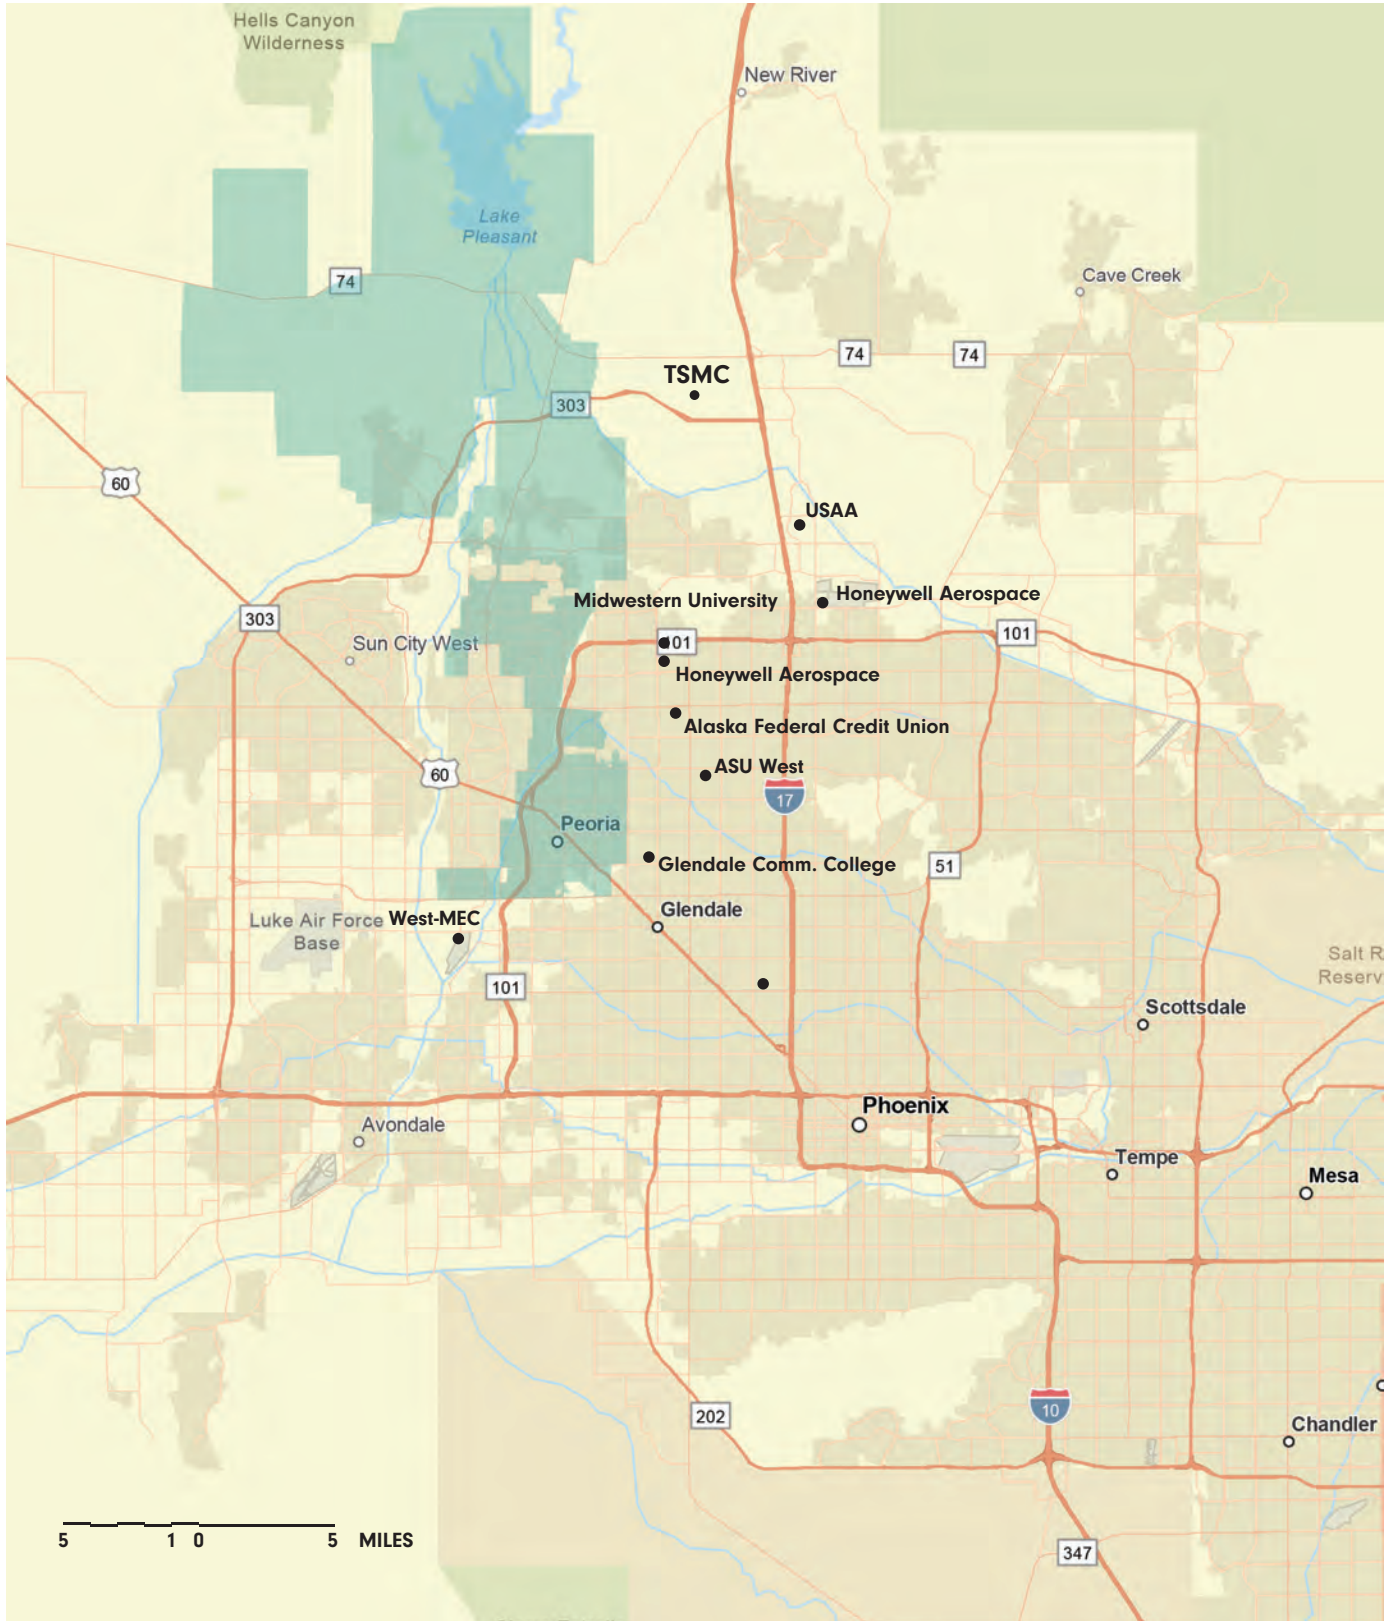 Hells Canyon
Wilderness
New River
Lake
Pleasant
74
Cave Creek
74
74
TSMC
303
60
USAA
Midwestern University
Honeywell Aerospace
303
101
101
Sun City West
Honeywell Aerospace
Alaska Federal Credit Union
60
ASU West
17
Peoria
Glendale Comm. College
51
Luke Air Force
Base
West-MEC
Glendale
Salt R
Reserv
101
Scottsdale
Phoenix
Avondale
Tempe
Mesa
202
10
Chandler
5 1 0 5 MILES
347